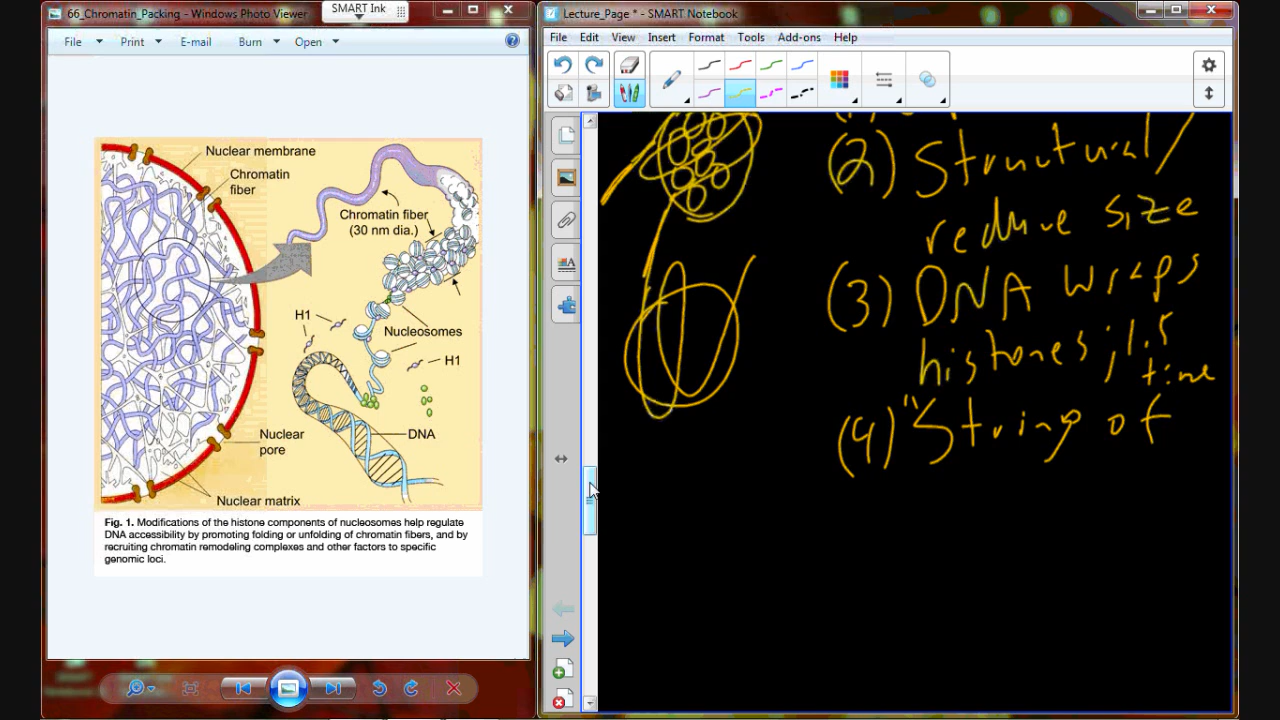 66_Chromatin_Packing - Windows Photo Viewer
SMART Ink
File Print E-mail Burn Open
Nuclear membrane
Chromatin
fiber
Chromatin fiber
(30 nm dia.)
H1
Nucleosomes
H1
DNA
Nuclear
pore
Nuclear matrix
Fig. 1. Modifications of the histone components of nucleosomes help regulate
DNA accessibility by promoting folding or unfolding of chromatin fibers, and by
recruiting chromatin remodeling complexes and other factors to specific
genomic loci.
Lecture_Page * - SMART Notebook
File Edit View Insert Format Tools Add-ons Help
(2) Structural/
reduce size
(3) DNA wraps
histones; 1.5
time
(4) "String of